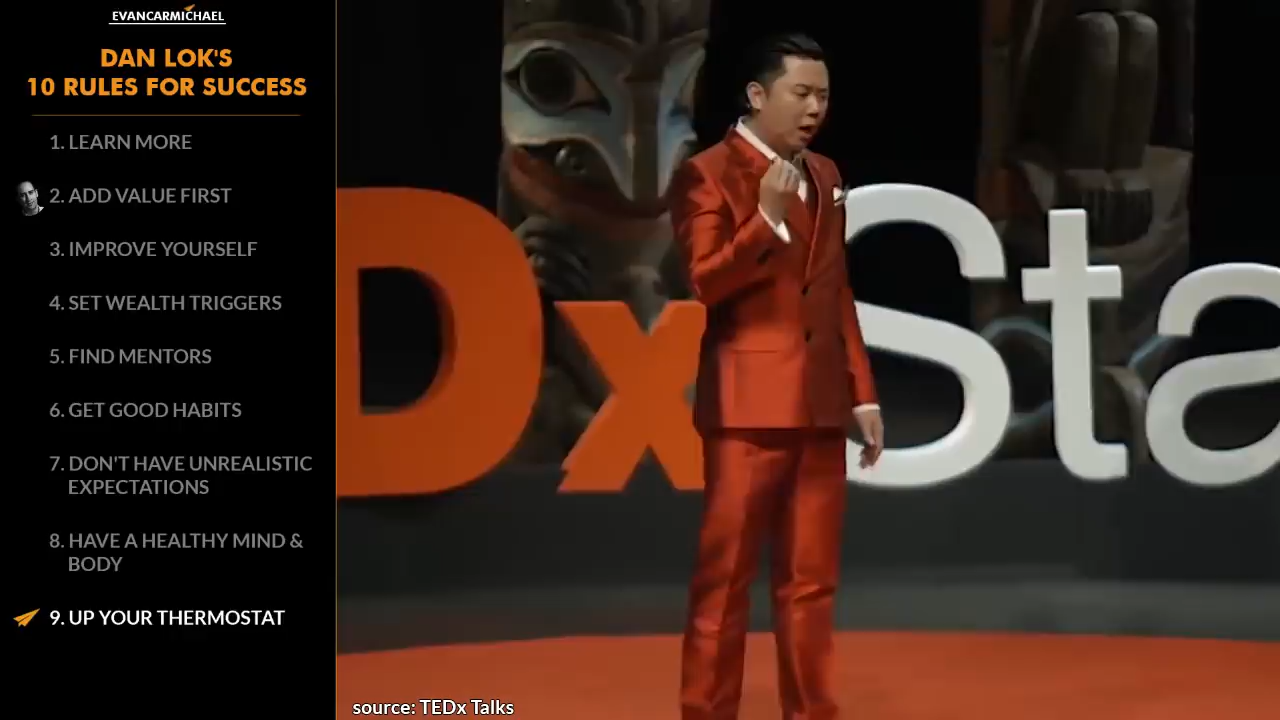 EVANCARMICHAEL
DAN LOK'S
10 RULES FOR SUCCESS
1. LEARN MORE
2. ADD VALUE FIRST
3. IMPROVE YOURSELF
4. SET WEALTH TRIGGERS
5. FIND MENTORS
6. GET GOOD HABITS
7. DON'T HAVE UNREALISTIC
EXPECTATIONS
8. HAVE A HEALTHY MIND &
BODY
9. UP YOUR THERMOSTAT
Dx Sta
source: TEDx Talks